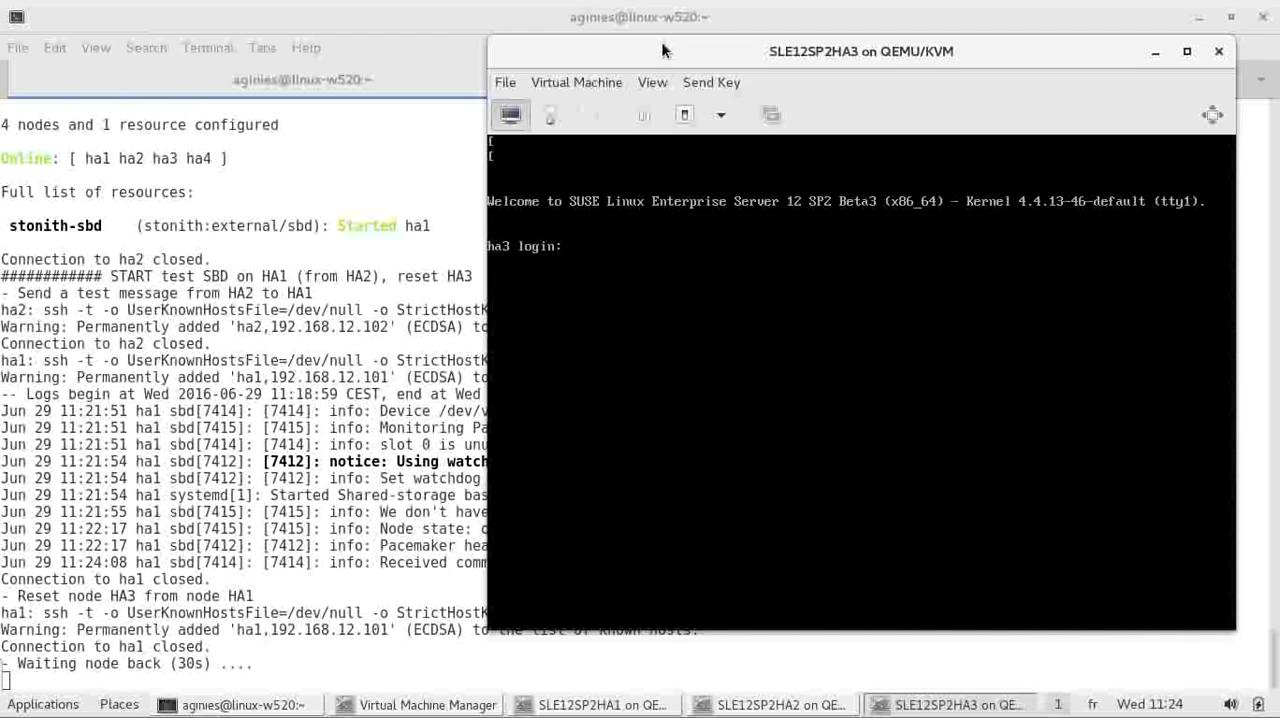 aginies@linux-w520:~
File Edit View Search Terminal Tabs Help
aginies@linux-w520:~
4 nodes and 1 resource configured
Online: [ ha1 ha2 ha3 ha4 ]
Full list of resources:
stonith-sbd (stonith:external/sbd): Started ha1
Connection to ha2 closed.
############ START test SBD on HA1 (from HA2), reset HA3
- Send a test message from HA2 to HA1
ha2: ssh -t -o UserKnownHostsFile=/dev/null -o StrictHostK
Warning: Permanently added 'ha2,192.168.12.102' (ECDSA) to
Connection to ha2 closed.
ha1: ssh -t -o UserKnownHostsFile=/dev/null -o StrictHostK
Warning: Permanently added 'ha1,192.168.12.101' (ECDSA) to
-- Logs begin at Wed 2016-06-29 11:18:59 CEST, end at Wed
Jun 29 11:21:51 ha1 sbd[7414]: [7414]: info: Device /dev/v
Jun 29 11:21:51 ha1 sbd[7415]: [7415]: info: Monitoring Pa
Jun 29 11:21:51 ha1 sbd[7414]: [7414]: info: slot 0 is unu
Jun 29 11:21:54 ha1 sbd[7412]: [7412]: notice: Using watch
Jun 29 11:21:54 ha1 sbd[7412]: [7412]: info: Set watchdog
Jun 29 11:21:54 ha1 systemd[1]: Started Shared-storage bas
Jun 29 11:21:55 ha1 sbd[7415]: [7415]: info: We don't have
Jun 29 11:22:17 ha1 sbd[7415]: [7415]: info: Node state: o
Jun 29 11:22:17 ha1 sbd[7412]: [7412]: info: Pacemaker hea
Jun 29 11:24:08 ha1 sbd[7414]: [7414]: info: Received comm
Connection to ha1 closed.
- Reset node HA3 from node HA1
ha1: ssh -t -o UserKnownHostsFile=/dev/null -o StrictHostK
Warning: Permanently added 'ha1,192.168.12.101' (ECDSA) to the list of known hosts.
Connection to ha1 closed.
- Waiting node back (30s) ....
SLE12SP2HA3 on QEMU/KVM
File Virtual Machine View Send Key
[
[
Welcome to SUSE Linux Enterprise Server 12 SP2 Beta3 (x86_64) - Kernel 4.4.13-46-default (tty1).
ha3 login:
Applications Places aginies@linux-w520:~ Virtual Machine Manager SLE12SP2HA1 on QE... SLE12SP2HA2 on QE... SLE12SP2HA3 on QE... 1 fr Wed 11:24